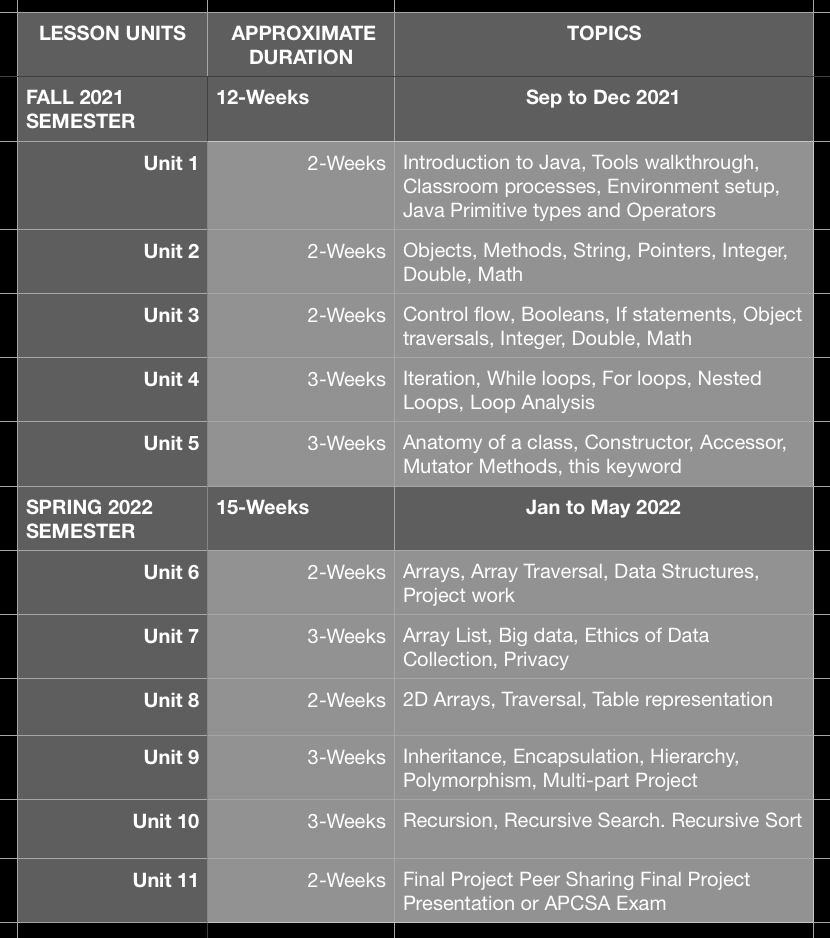 LESSON UNITS
APPROXIMATE
DURATION
TOPICS
FALL 2021
SEMESTER
12-Weeks
Sep to Dec 2021
Unit 1
2-Weeks
Introduction to Java, Tools walkthrough,
Classroom processes, Environment setup,
Java Primitive types and Operators
Unit 2
2-Weeks
Objects, Methods, String, Pointers, Integer,
Double, Math
Unit 3
2-Weeks
Control flow, Booleans, If statements, Object
traversals, Integer, Double, Math
Unit 4
3-Weeks
Iteration, While loops, For loops, Nested
Loops, Loop Analysis
Unit 5
3-Weeks
Anatomy of a class, Constructor, Accessor,
Mutator Methods, this keyword
SPRING 2022
SEMESTER
15-Weeks
Jan to May 2022
Unit 6
2-Weeks
Arrays, Array Traversal, Data Structures,
Project work
Unit 7
3-Weeks
Array List, Big data, Ethics of Data
Collection, Privacy
Unit 8
2-Weeks
2D Arrays, Traversal, Table representation
Unit 9
3-Weeks
Inheritance, Encapsulation, Hierarchy,
Polymorphism, Multi-part Project
Unit 10
3-Weeks
Recursion, Recursive Search. Recursive Sort
Unit 11
2-Weeks
Final Project Peer Sharing Final Project
Presentation or APCSA Exam